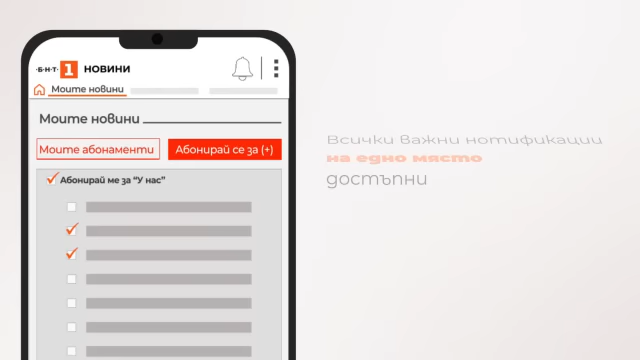 ·Б·Н·Т· 1 НОВИНИ
Моите новини
Моите новини
Моите абонаменти
Абонирай се за (+)
Абонирай ме за "У нас"
Всички важни нотификации
на едно място
достъпни